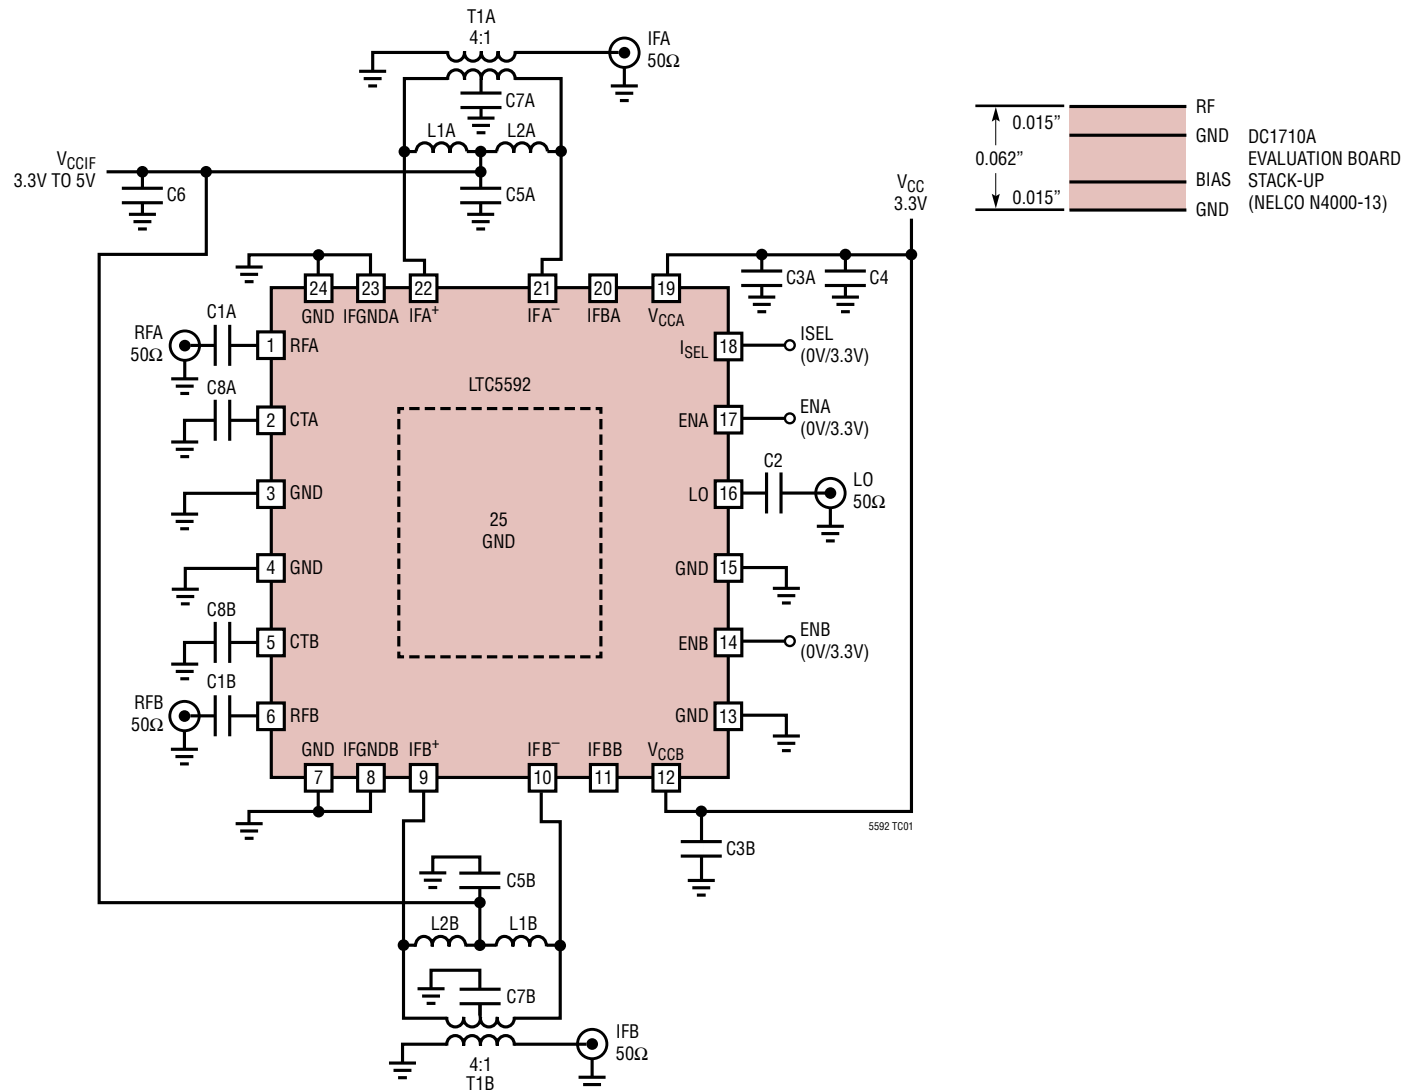 T1A
4:1
IFA
50Ω
C7A
L1A
L2A
VCCIF
3.3V TO 5V
C6
C5A
RF
0.015"
GND
0.062"
BIAS
0.015"
GND
DC1710A
EVALUATION BOARD
STACK-UP
(NELCO N4000-13)
VCC
3.3V
C3A
C4
24
23
22
21
20
19
GND
IFGNDA
IFA+
IFA–
IFBA
VCCA
C1A
RFA
50Ω
1
RFA
ISEL
18
ISEL
(0V/3.3V)
LTC5592
C8A
2
CTA
ENA
17
ENA
(0V/3.3V)
C2
3
GND
LO
16
LO
50Ω
25
GND
4
GND
GND
15
C8B
5
CTB
ENB
14
ENB
(0V/3.3V)
C1B
RFB
50Ω
6
RFB
GND
13
GND
IFGNDB
IFB+
IFB–
IFBB
VCCB
7
8
9
10
11
12
5592 TC01
C3B
C5B
L2B
L1B
C7B
IFB
50Ω
4:1
T1B